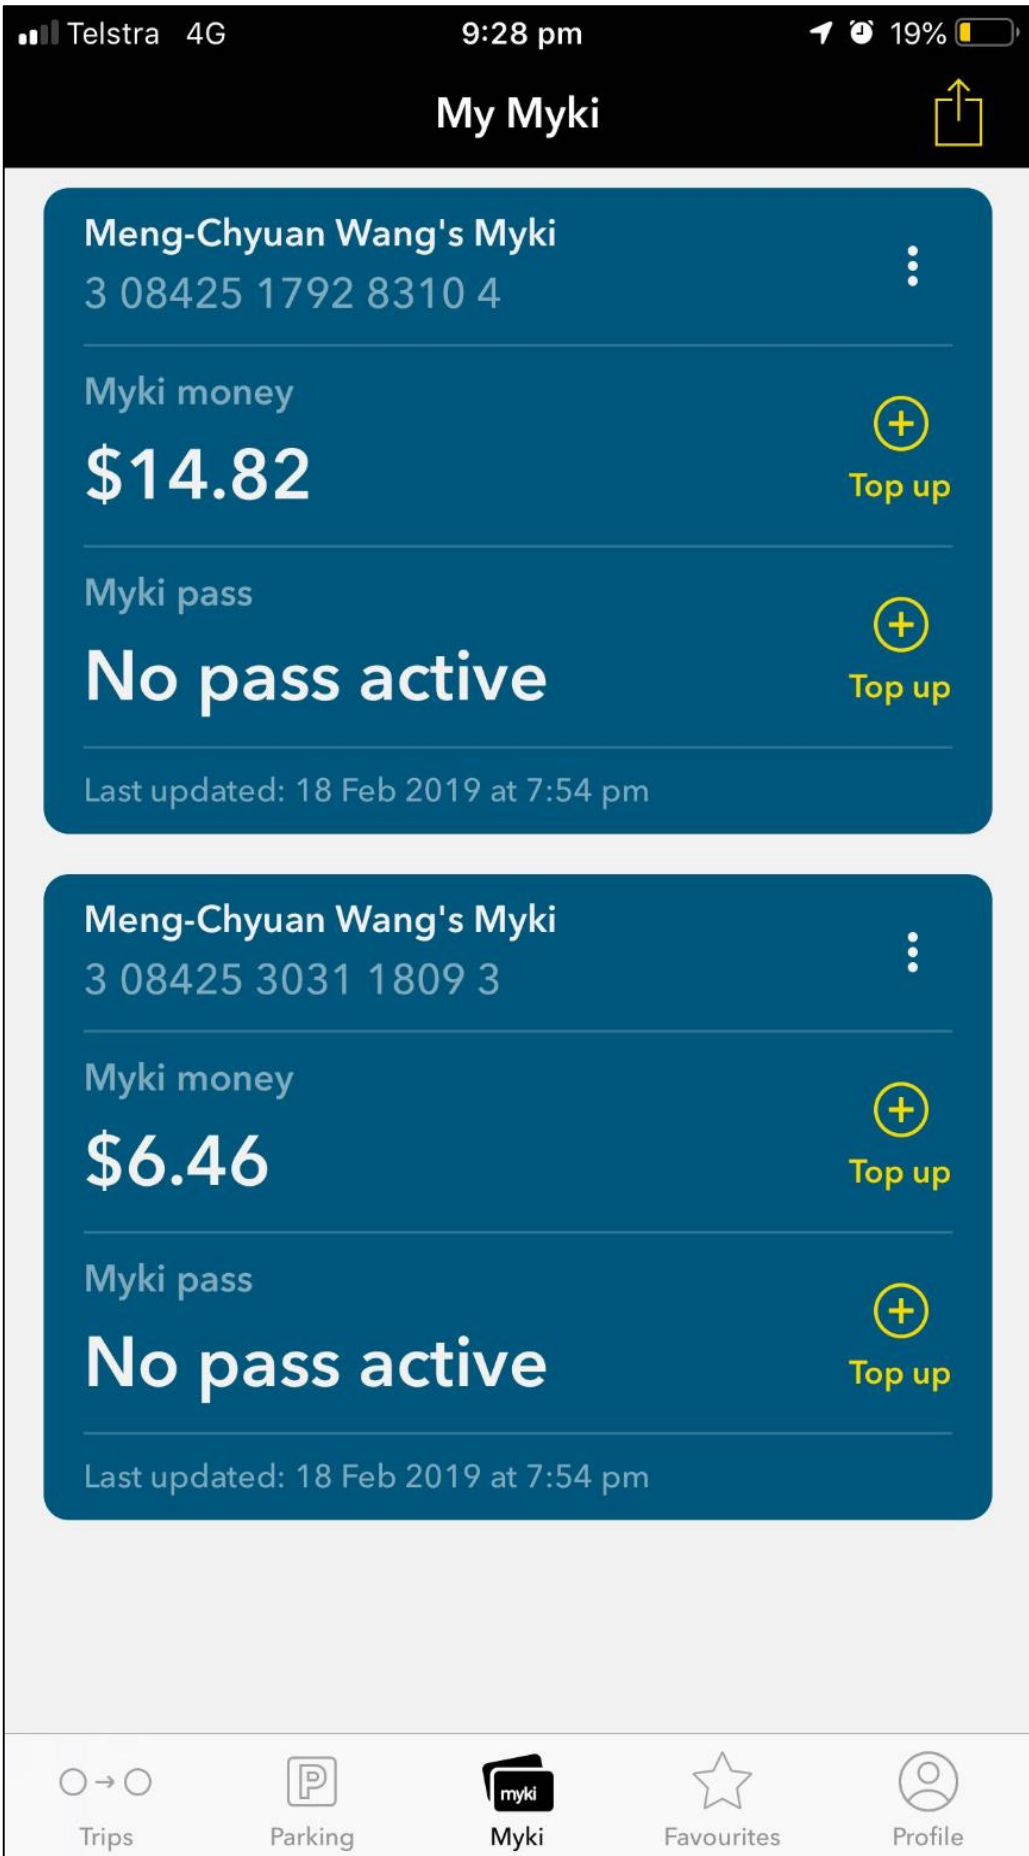 Telstra 4G 9:28 pm 19%
My Myki
Meng-Chyuan Wang's Myki
3 08425 1792 8310 4
Myki money
$14.82
Top up
Myki pass
No pass active
Top up
Last updated: 18 Feb 2019 at 7:54 pm
Meng-Chyuan Wang's Myki
3 08425 3031 1809 3
Myki money
$6.46
Top up
Myki pass
No pass active
Top up
Last updated: 18 Feb 2019 at 7:54 pm
P
myki
Trips Parking Myki Favourites Profile